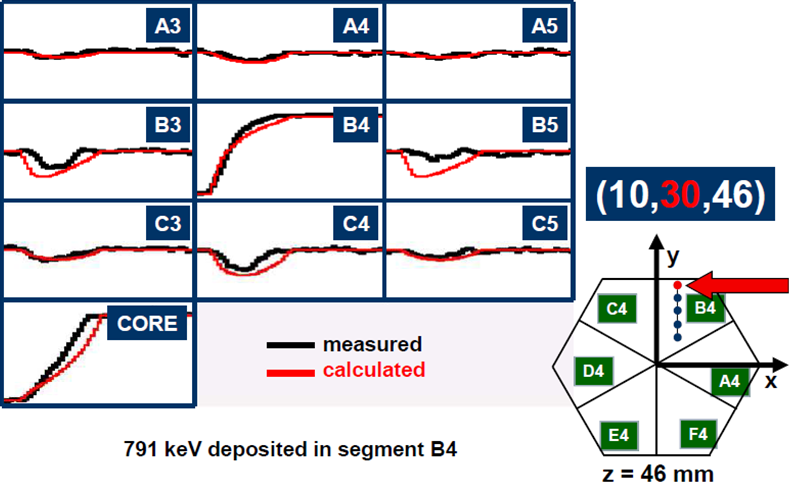 A3
A4
A5
B3
B4
B5
(10,30,46)
C3
C4
C5
y
C4
B4
CORE
measured
calculated
D4
A4
x
E4
F4
791 keV deposited in segment B4
z = 46 mm